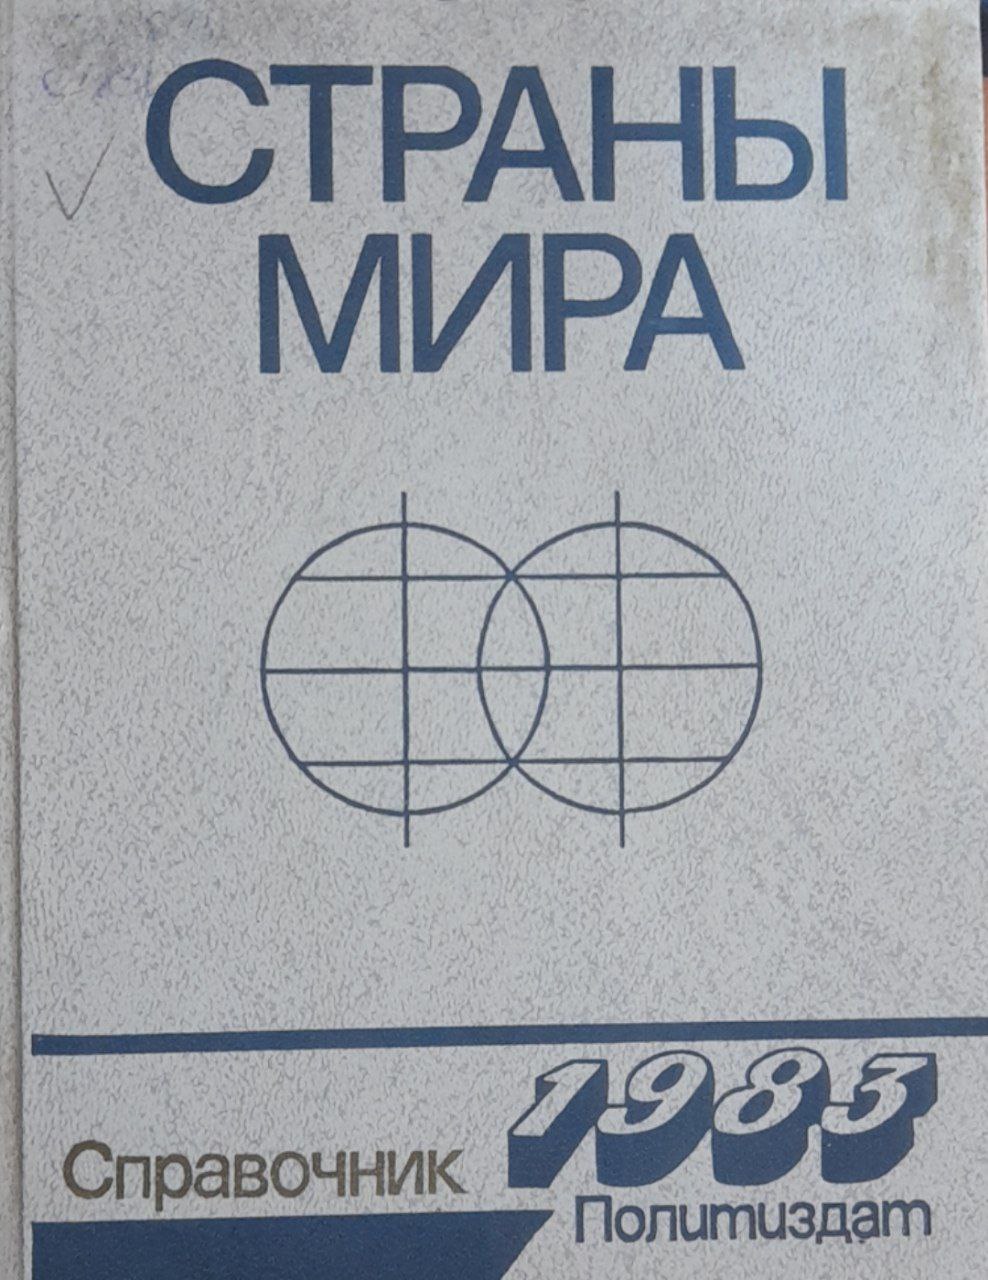 СТРАНЫ
МИРА
1983
Справочник
Политиздат